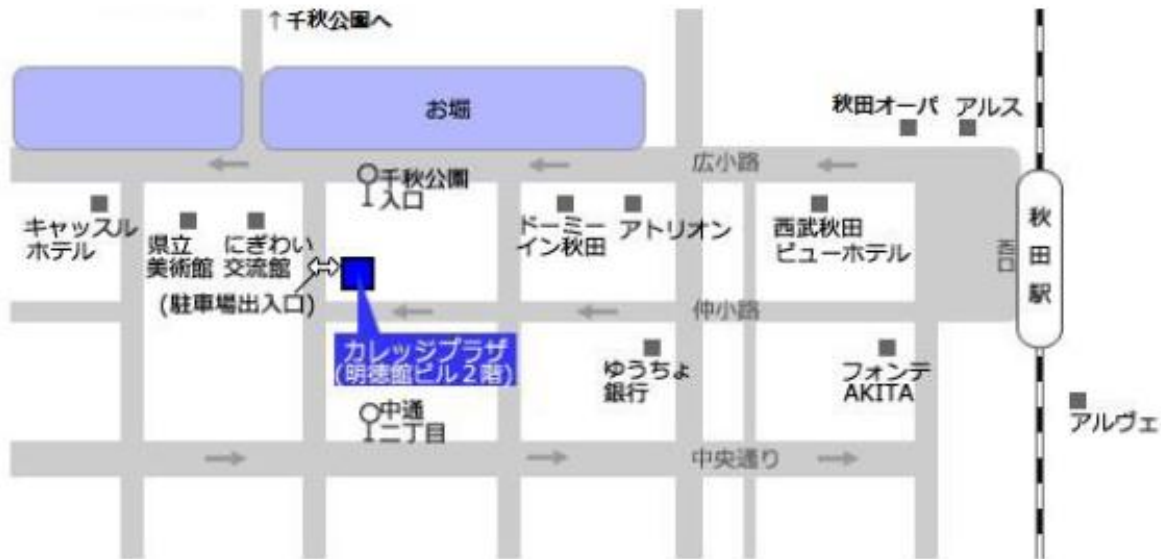 ↑千秋公園へ
お堀
秋田オーパ
アルス
広小路
千秋公園
入口
キャッスル
ホテル
県立
美術館
にぎわい
交流館
ドーミー
イン秋田
アトリオン
西武秋田
ビューホテル
西口
秋田駅
(駐車場出入口)
仲小路
カレッジプラザ
(明徳館ビル2階)
ゆうちょ
銀行
フォンテ
AKITA
アルヴェ
中通
二丁目
中央通り